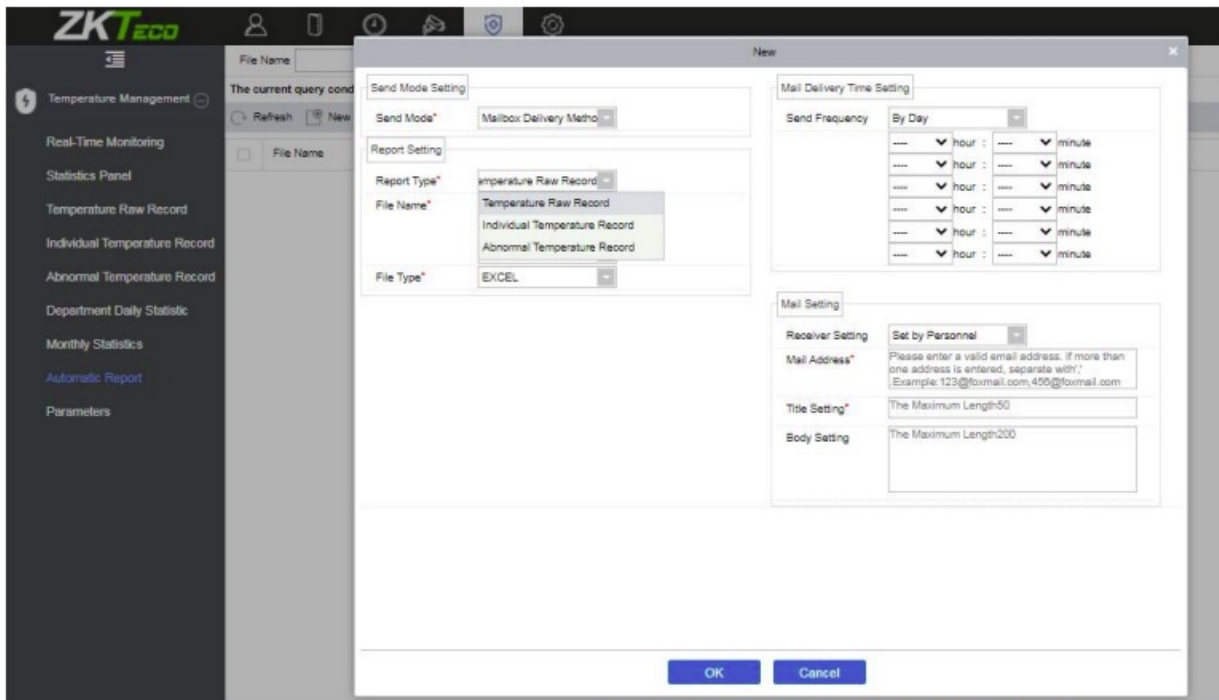 ZKTECO
File Name
The current query cond
Refresh New
File Name
Temperature Management
Real-Time Monitoring
Statistics Panel
Temperature Raw Record
Individual Temperature Record
Abnormal Temperature Record
Department Daily Statistic
Monthly Statistics
Automatic Report
Parameters
New
Send Mode Setting
Send Mode* Mailbox Delivery Metho
Report Setting
Report Type* emperature Raw Record
File Name* Temperature Raw Record
Individual Temperature Record
Abnormal Temperature Record
File Type* EXCEL
Mail Delivery Time Setting
Send Frequency By Day
---- hour : ---- minute
---- hour : ---- minute
---- hour : ---- minute
---- hour : ---- minute
---- hour : ---- minute
---- hour : ---- minute
Mail Setting
Receiver Setting Set by Personnel
Mail Address* Please enter a valid email address. If more than
one address is entered, separate with','
.Example:123@foxmail.com,456@foxmail.com
Title Setting* The Maximum Length50
Body Setting The Maximum Length200
OK Cancel